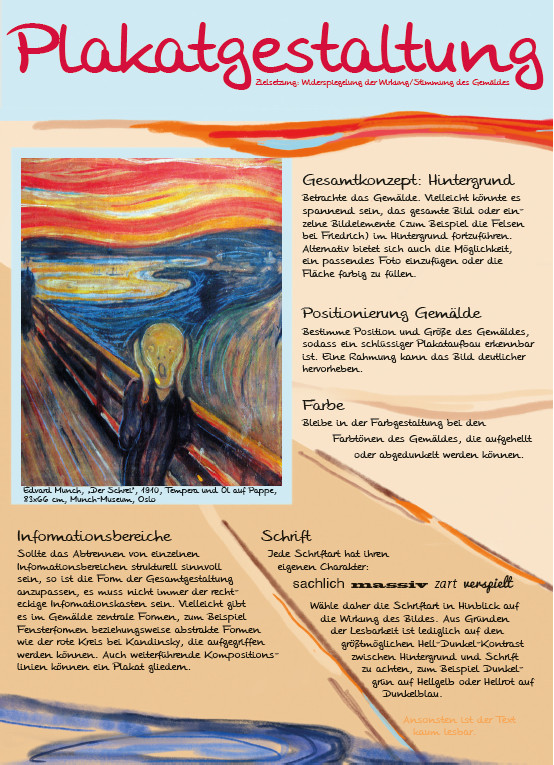 Plakatgestaltung
Zielsetzung: Widerspiegelung der Wirkung/Stimmung des Gemäldes
Gesamtkonzept: Hintergrund
Betrachte das Gemälde. Vielleicht könnte es
spannend sein, das gesamte Bild oder ein-
zelne Bildelemente (zum Beispiel die Felsen
bei Friedrich) im Hintergrund fortzuführen.
Alternativ bietet sich auch die Möglichkeit,
ein passendes Foto einzufügen oder die
Fläche farbig zu füllen.
Positionierung Gemälde
Bestimme Position und Größe des Gemäldes,
sodass ein schlüssiger Plakataufbau erkennbar
ist. Eine Rahmung kann das Bild deutlicher
hervorheben.
Farbe
Bleibe in der Farbgestaltung bei den
Farbtönen des Gemäldes, die aufgehellt
oder abgedunkelt werden können.
Edvard Munch, „Der Schrei", 1910, Tempera und Öl auf Pappe,
83x66 cm, Munch-Museum, Oslo
Informationsbereiche
Sollte das Abtrennen von einzelnen
Infomationsbereichen strukturell sinnvoll
sein, so ist die Form der Gesamtgestaltung
anzupassen, es muss nicht immer der recht-
eckige Informationskasten sein. Vielleicht gibt
es im Gemälde zentrale Formen, zum Beispiel
Fensterformen beziehungsweise abstrakte Formen
wie der rote Kreis bei Kandinsky, die aufgegriffen
werden können. Auch weiterführende Kompositions-
linien können ein Plakat gliedern.
Schrift
Jede Schriftart hat ihren
eigenen Charakter:
sachlich massiv zart verspielt
Wähle daher die Schriftart in Hinblick auf
die Wirkung des Bildes. Aus Gründen
der Lesbarkeit ist lediglich auf den
größtmöglichen Hell-Dunkel-Kontrast
zwischen Hintergrund und Schrift
zu achten, zum Beispiel Dunkel-
grün auf Hellgelb oder Hellrot auf
Dunkelblau.
Ansonsten ist der Text
kaum lesbar.